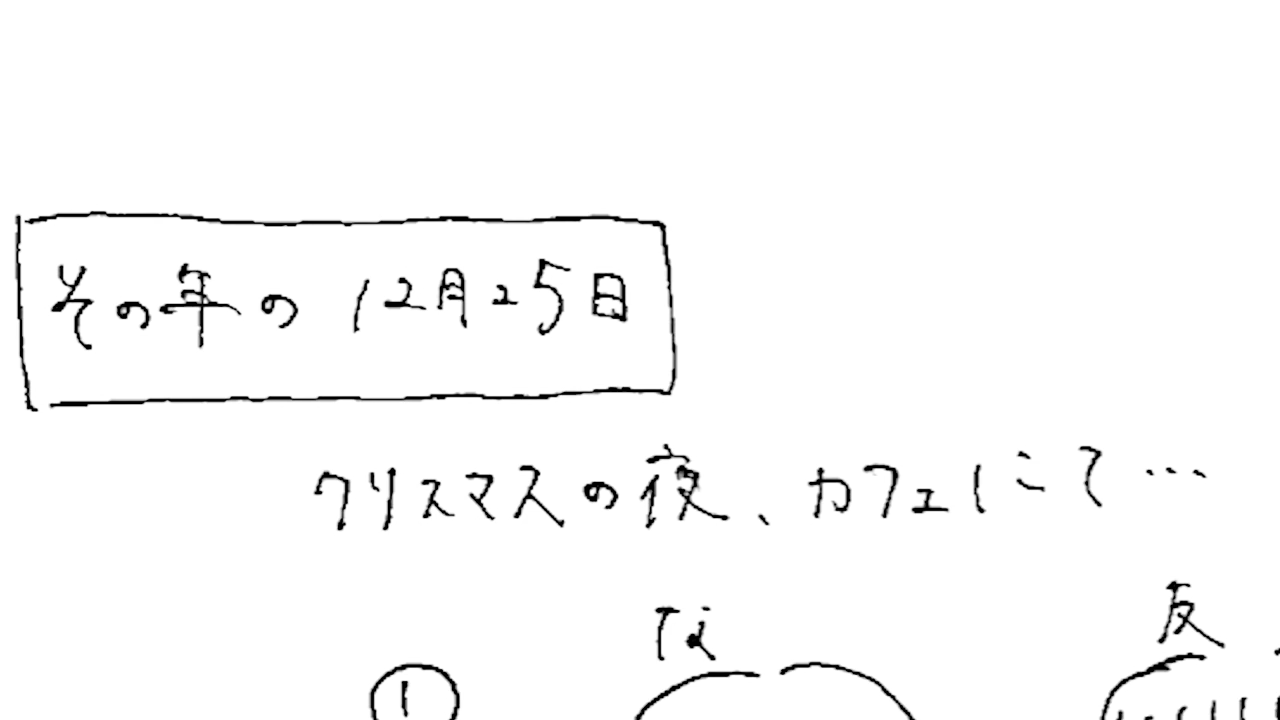 その年の 12月25日
クリスマスの夜、カフェにて…
な 友
①